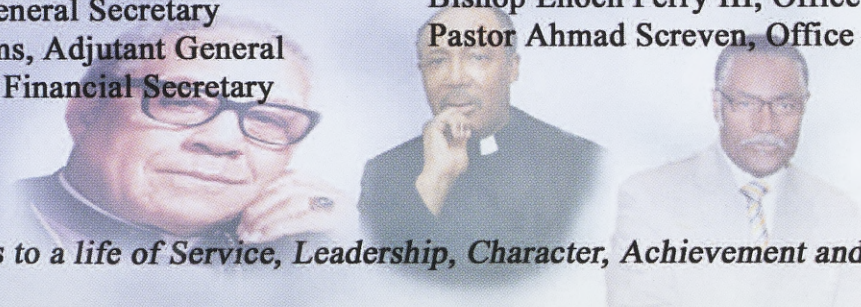 eneral Secretary
Bishop Enoch Perry III, Office
ns, Adjutant General
Pastor Ahmad Screven, Office
Financial Secretary
s to a life of Service, Leadership, Character, Achievement and